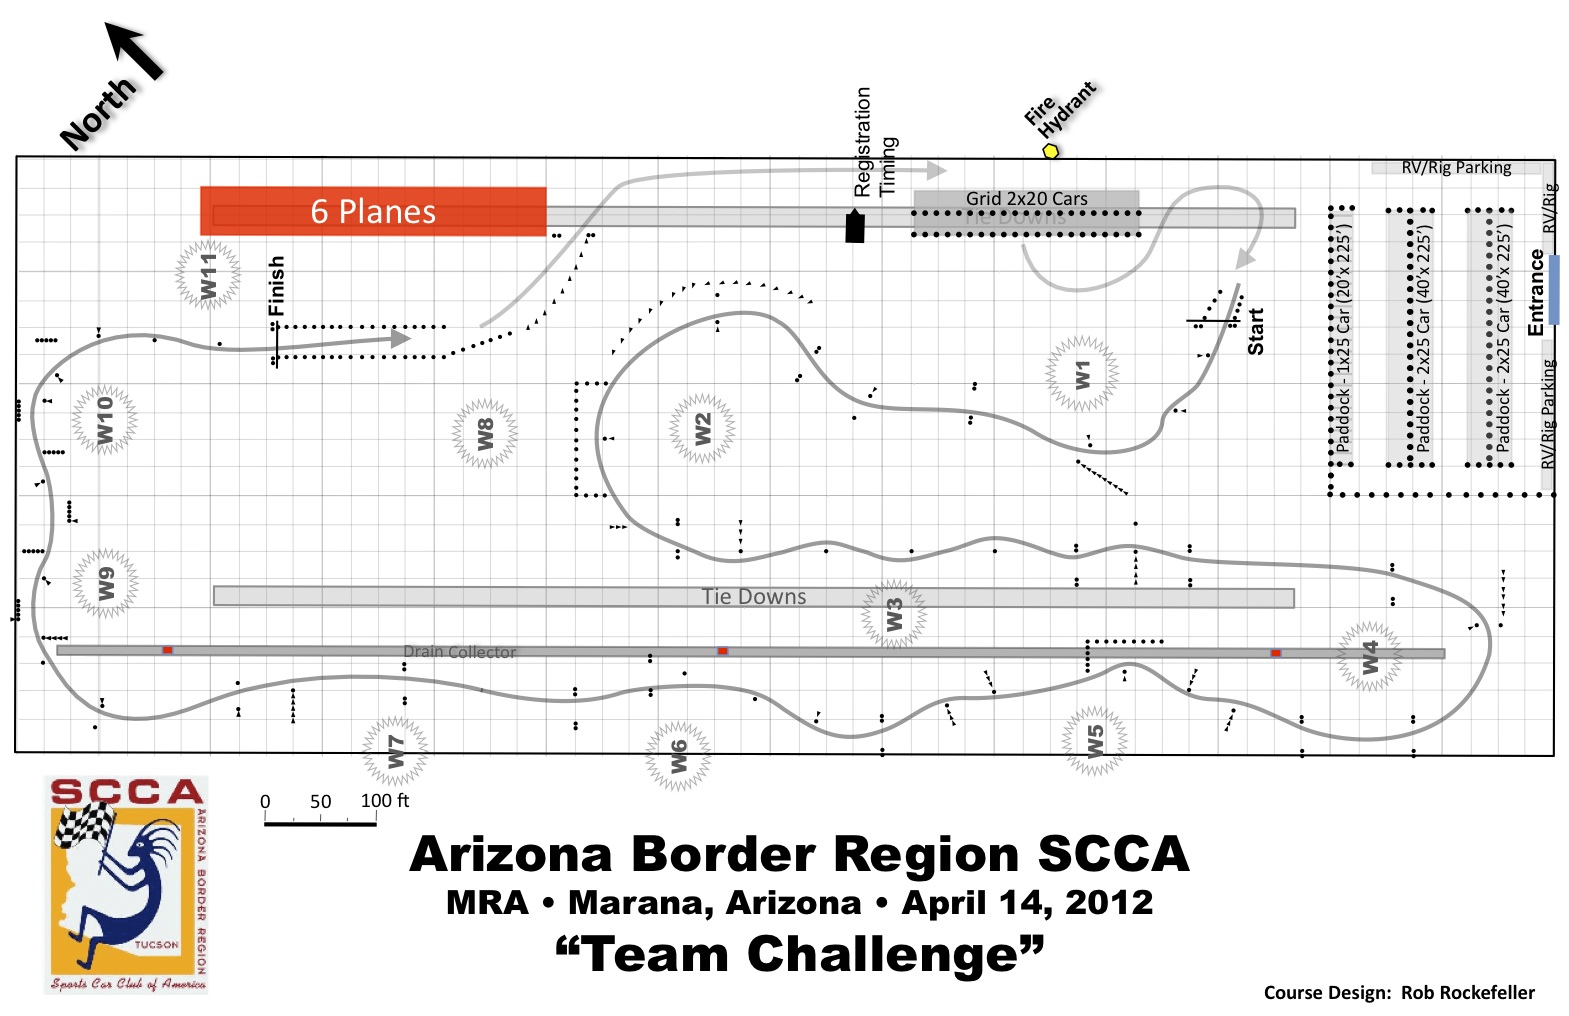 North
Fire
Hydrant
Registration
Timing
RV/Rig Parking
RV/Rig
6 Planes
Grid 2x20 Cars
Tie Downs
Finish
Start
Entrance
Paddock - 1x25 Car (20'x 225')
Paddock - 2x25 Car (40'x 225')
Paddock - 2x25 Car (40'x 225')
RV/Rig Parking
W11
W10
W8
W2
W1
W9
Tie Downs
W3
Drain Collector
W4
W7
W6
W5
0 50 100 ft
SCCA
ARIZONA BORDER REGION
TUCSON
Sports Car Club of America
Arizona Border Region SCCA
MRA • Marana, Arizona • April 14, 2012
“Team Challenge”
Course Design: Rob Rockefeller